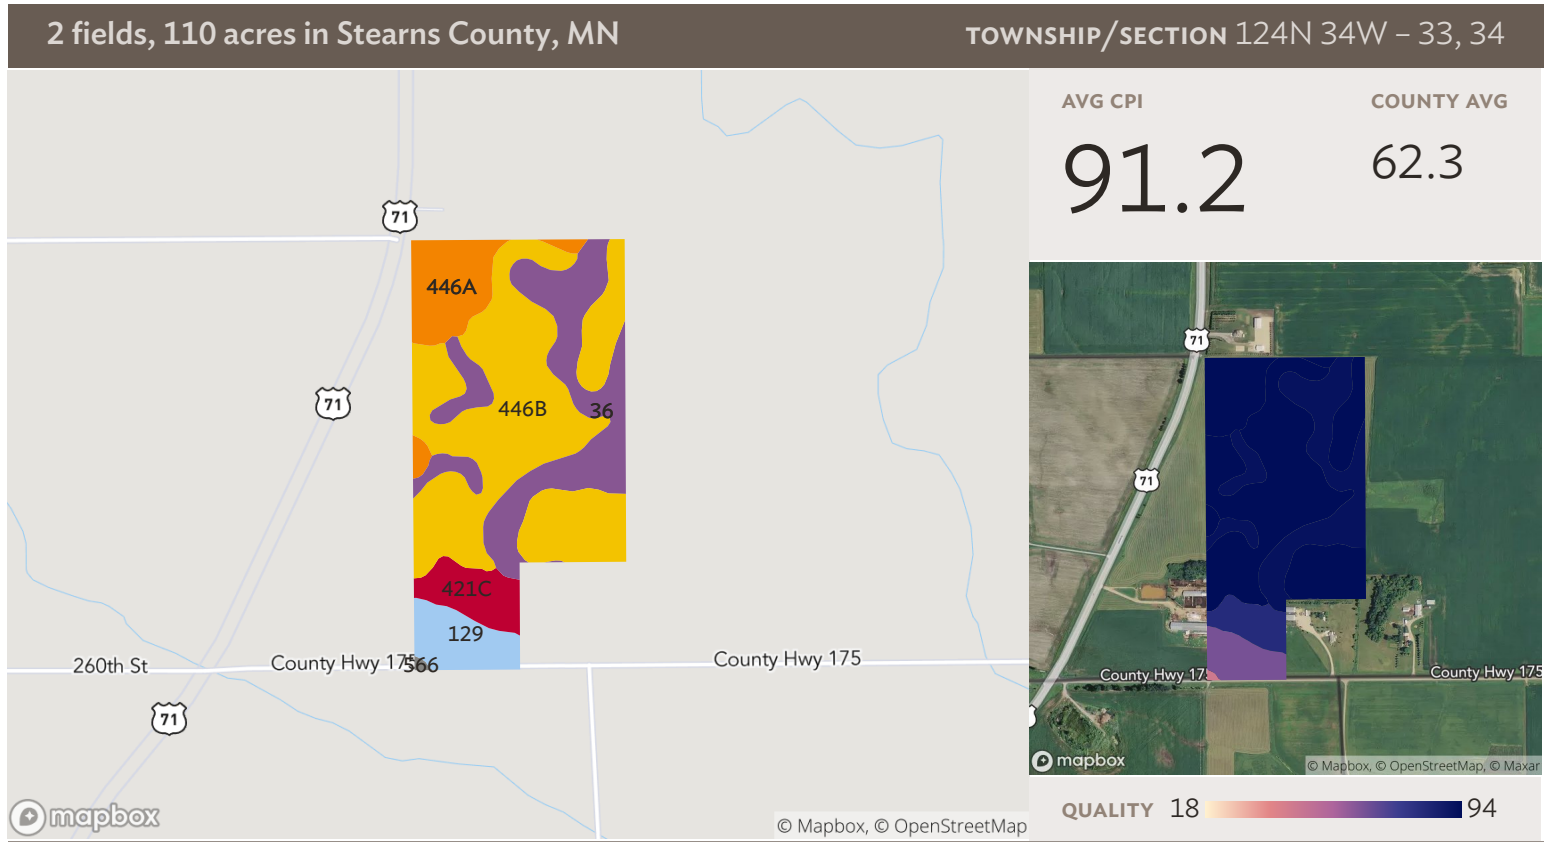 2 fields, 110 acres in Stearns County, MN
TOWNSHIP/SECTION 124N 34W – 33, 34
71
446A
71
446B
36
421C
129
260th St
County Hwy 175
566
County Hwy 175
71
mapbox
© Mapbox, © OpenStreetMap
AVG CPI
COUNTY AVG
91.2
62.3
71
71
County Hwy 175
County Hwy 175
mapbox
© Mapbox, © OpenStreetMap, © Maxar
QUALITY 18
94